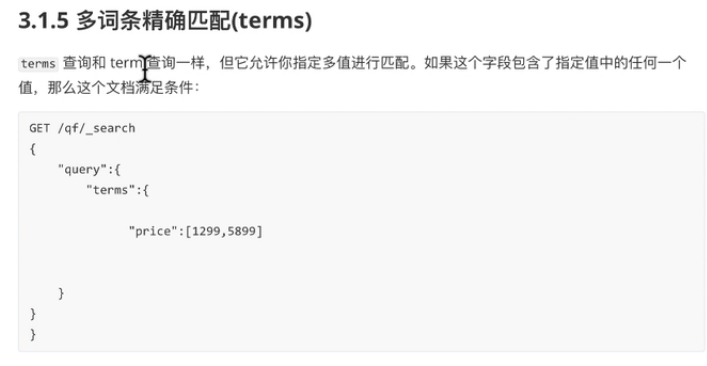 3.1.5 多词条精确匹配(terms)
terms 查询和 term 查询一样，但它允许你指定多值进行匹配。如果这个字段包含了指定值中的任何一个
值，那么这个文档满足条件：
GET /qf/_search
{
    "query":{
        "terms":{
              "price":[1299,5899]
    }
}
}